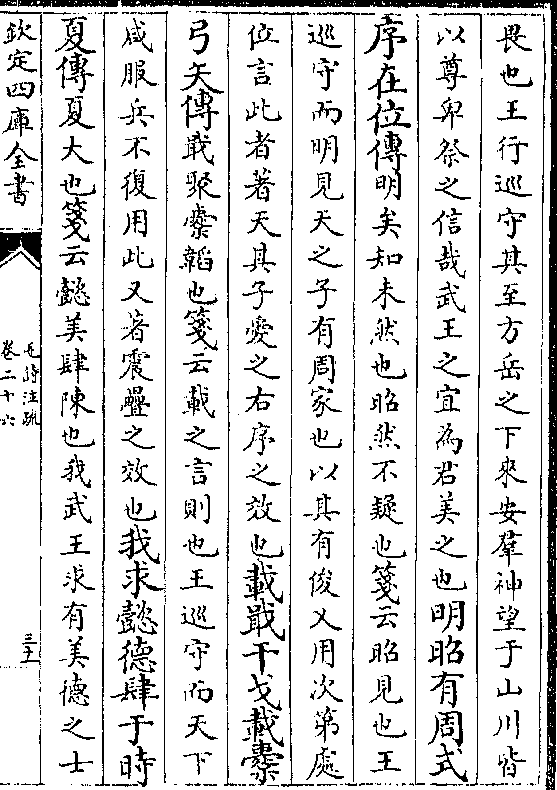 畏也王行巡守其至方岳之下來安羣神望于山川皆
以尊卑祭之信哉武王之宜為君美之也明昭有周式
序在位傳明矣知未然也昭然不疑也箋云昭見也王
巡守而明見天之子有周家也以其有俊乂用次第處
位言此者著天其子愛之右序之效也載戢干戈載櫜
弓矢傳戢聚櫜韜也箋云載之言則也王巡守而天下
咸服兵不復用此又著震疊之效也我求懿德肆于時
夏傳夏大也箋云懿美肆陳也我武王求有美德之士
欽定四庫全書
毛詩注疏
卷二十六
三五